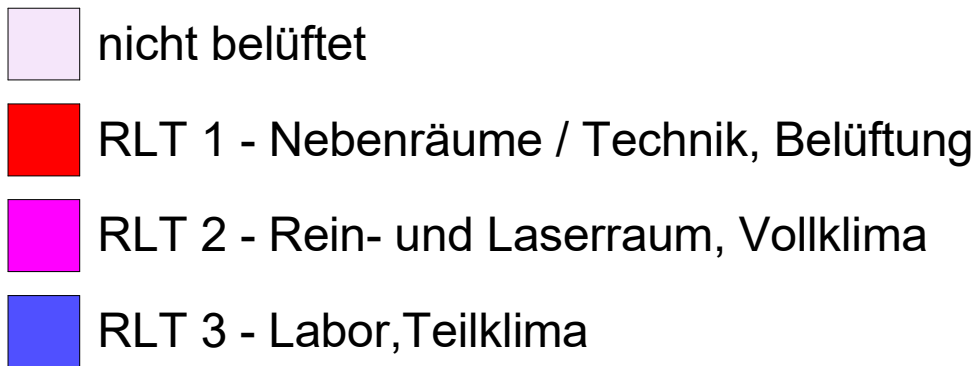 nicht belüftet
RLT 1 - Nebenräume / Technik, Belüftung
RLT 2 - Rein- und Laserraum, Vollklima
RLT 3 - Labor,Teilklima